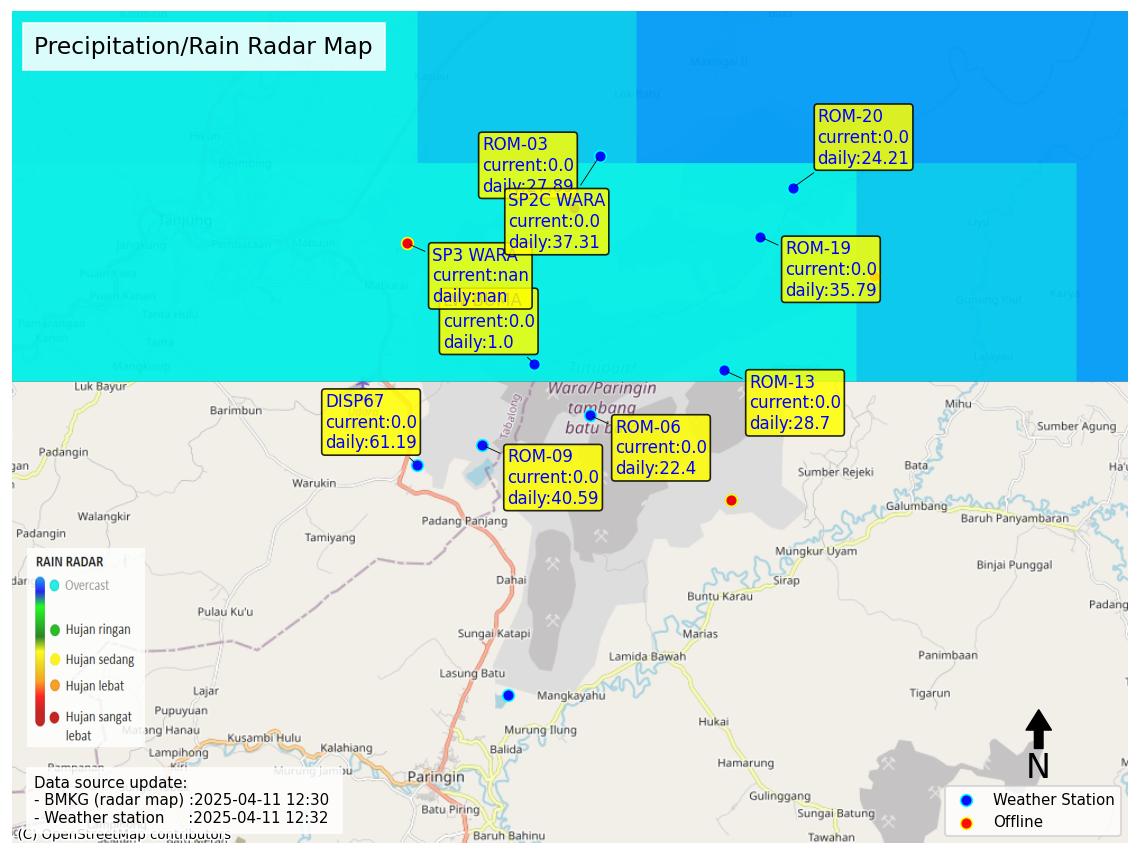 Precipitation/Rain Radar Map
ROM-20
current:0.0
daily:24.21
ROM-03
current:0.0
daily:27.89
SP2C WARA
current:0.0
daily:37.31
ROM-19
current:0.0
daily:35.79
SP3 WARA
current:nan
daily:nan
current:0.0
daily:1.0
ROM-13
current:0.0
daily:28.7
DISP67
current:0.0
daily:61.19
ROM-06
current:0.0
daily:22.4
ROM-09
current:0.0
daily:40.59
Tanjung
Tutupan/
Wara/Paringin
tambang
batu b
Tabalong
Luk Bayur
Barimbun
Mihu
Sumber Agung
Padangin
Warukin
Sumber Rejeki
Bata
Galumbang
Baruh Panyambaran
Walangkir
Padangin
Tamiyang
Padang Panjang
Mungkur Uyam
Binjai Punggal
Dahai
Sirap
Buntu Karau
Padang
Pulau Ku'u
Sungai Katapi
Marias
Lamida Bawah
Panimbaan
Lasung Batu
Lajar
Mangkayahu
Tigarun
Pupuyuan
Matang Hanau
Hukai
Kusambi Hulu
Murung Ilung
Lampihong
Kalahiang
Balida
Hamarung
Murung Jambu
Paringin
Gulinggang
Batu Piring
Sungai Batung
Baruh Bahinu
Tawahan
RAIN RADAR
Overcast
Hujan ringan
Hujan sedang
Hujan lebat
Hujan sangat
lebat
Data source update:
- BMKG (radar map) :2025-04-11 12:30
- Weather station :2025-04-11 12:32
(C) OpenStreetMap contributors
N
Weather Station
Offline